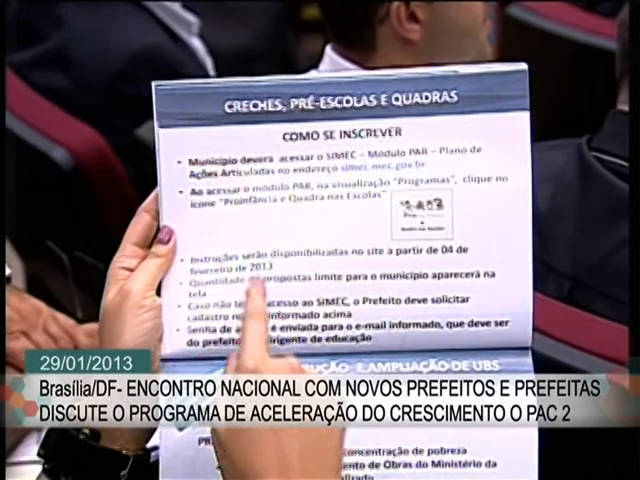 CRECHES, PRÉ-ESCOLAS E QUADRAS
COMO SE INSCREVER
• Município deverá acessar o SIMEC – Módulo PAR – Plano de
Ações Articuladas no endereço simec.mec.gov.br
• Ao acessar o módulo PAR, na visualização "Programas", clique no
ícone "Proinfância e Quadra nas Escolas"
• Instruções serão disponibilizadas no site a partir de 04 de
fevereiro de 2013
• Quantidade de propostas limite para o município aparecerá na
tela
• Caso não acesso ao SIMEC, o Prefeito deve solicitar
cadastro informado acima
• Senha de é enviada para o e-mail informado, que deve ser
do prefeito dirigente de educação
E AMPLIAÇÃO DE UBS
29/01/2013
Brasília/DF- ENCONTRO NACIONAL COM NOVOS PREFEITOS E PREFEITAS
DISCUTE O PROGRAMA DE ACELERAÇÃO DO CRESCIMENTO O PAC 2
concentração de pobreza
de Obras do Ministério da